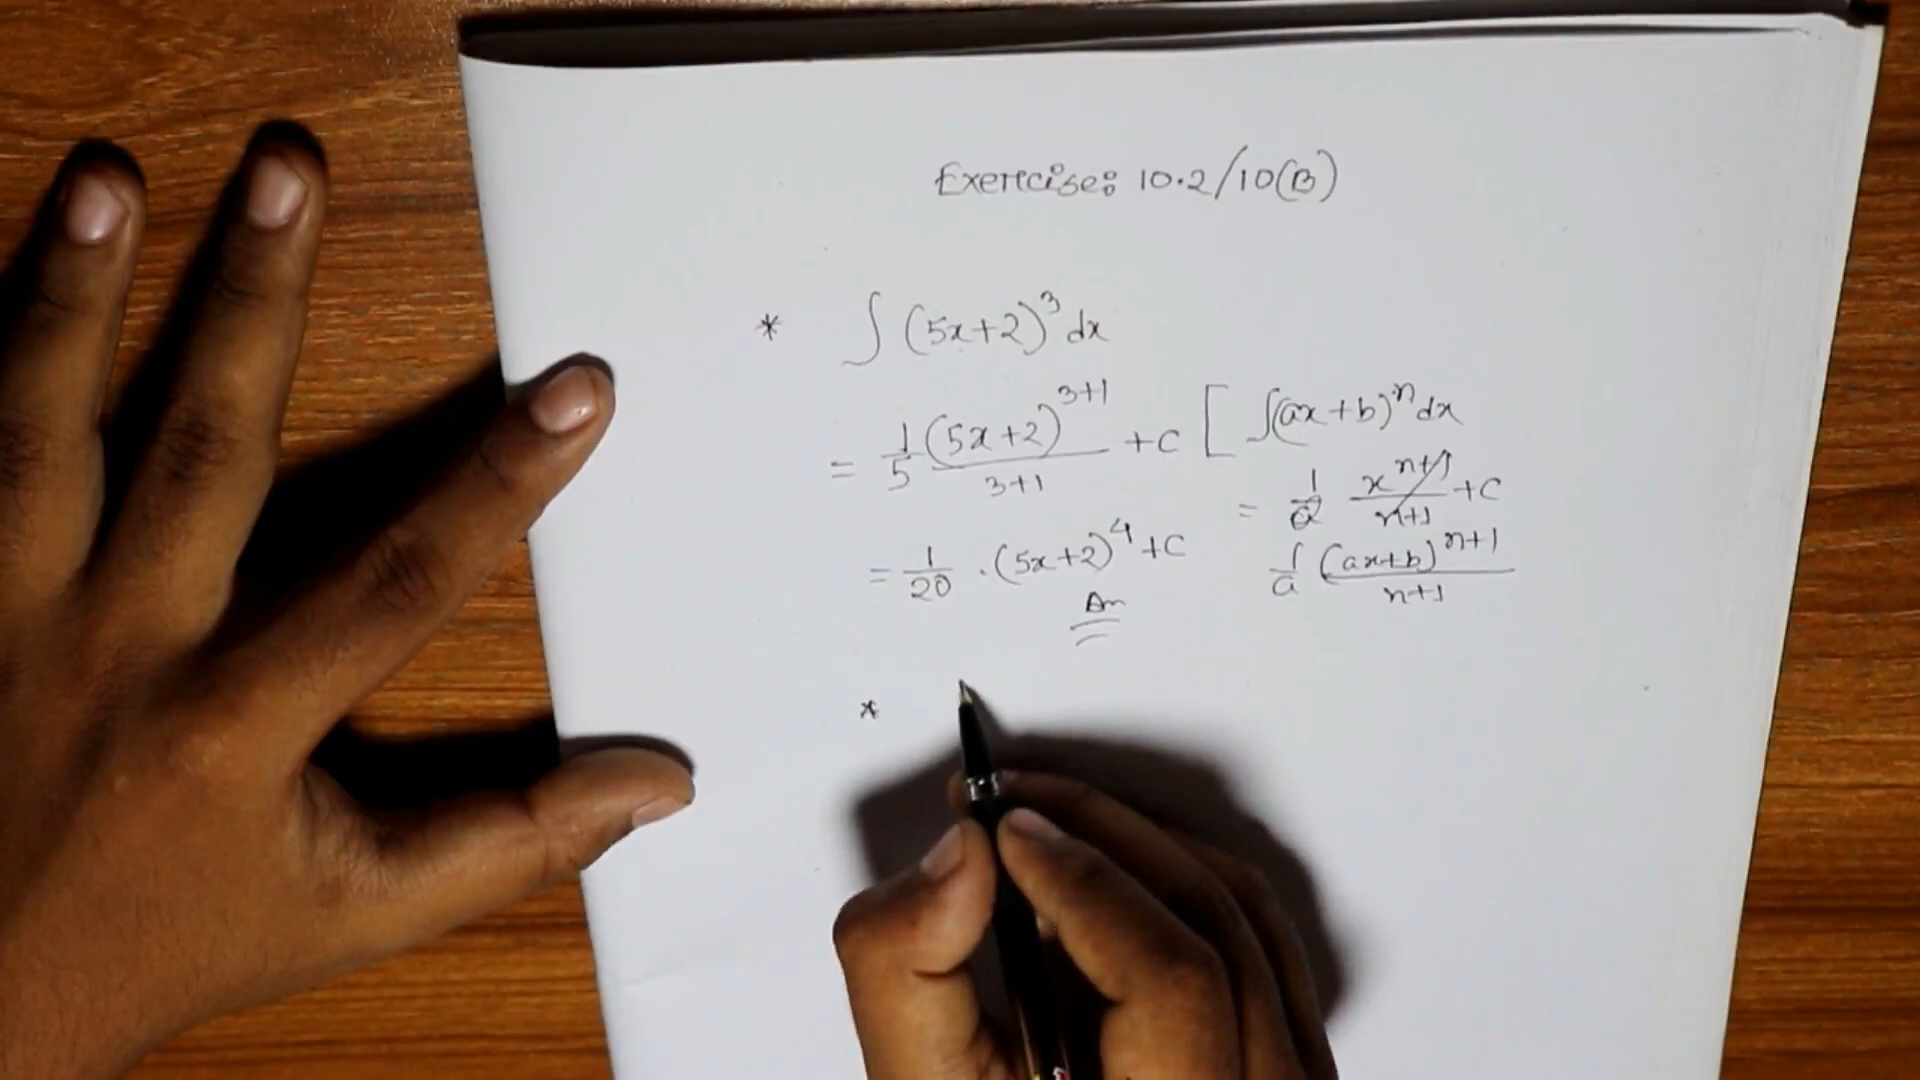 Exercise: 10.2/10(B)
* ∫(5x+2)^3 dx
= 1/5 (5x+2)^{3+1}/3+1 + C [ ∫(ax+b)^n dx
= 1/a x^{n+1}/n+1 + C
= 1/20 . (5x+2)^4 + C
1/a (ax+b)^{n+1}/n+1
An
*